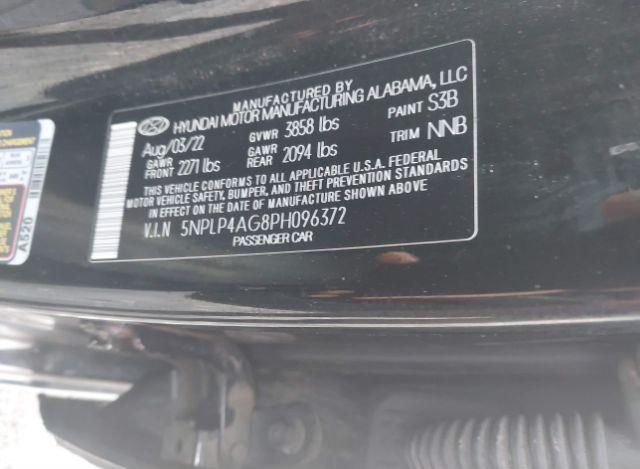 MANUFACTURED BY
HYUNDAI MOTOR MANUFACTURING ALABAMA, LLC
Aug/03/22 GVWR 3858 lbs PAINT S3B
GAWR FRONT 2271 lbs GAWR REAR 2094 lbs TRIM NNB
THIS VEHICLE CONFORMS TO ALL APPLICABLE U.S.A. FEDERAL
MOTOR VEHICLE SAFETY, BUMPER, AND THEFT PREVENTION STANDARDS
IN EFFECT ON THE DATE OF MANUFACTURE SHOWN ABOVE
V.I.N 5NPLP4AG8PH096372
PASSENGER CAR
A520